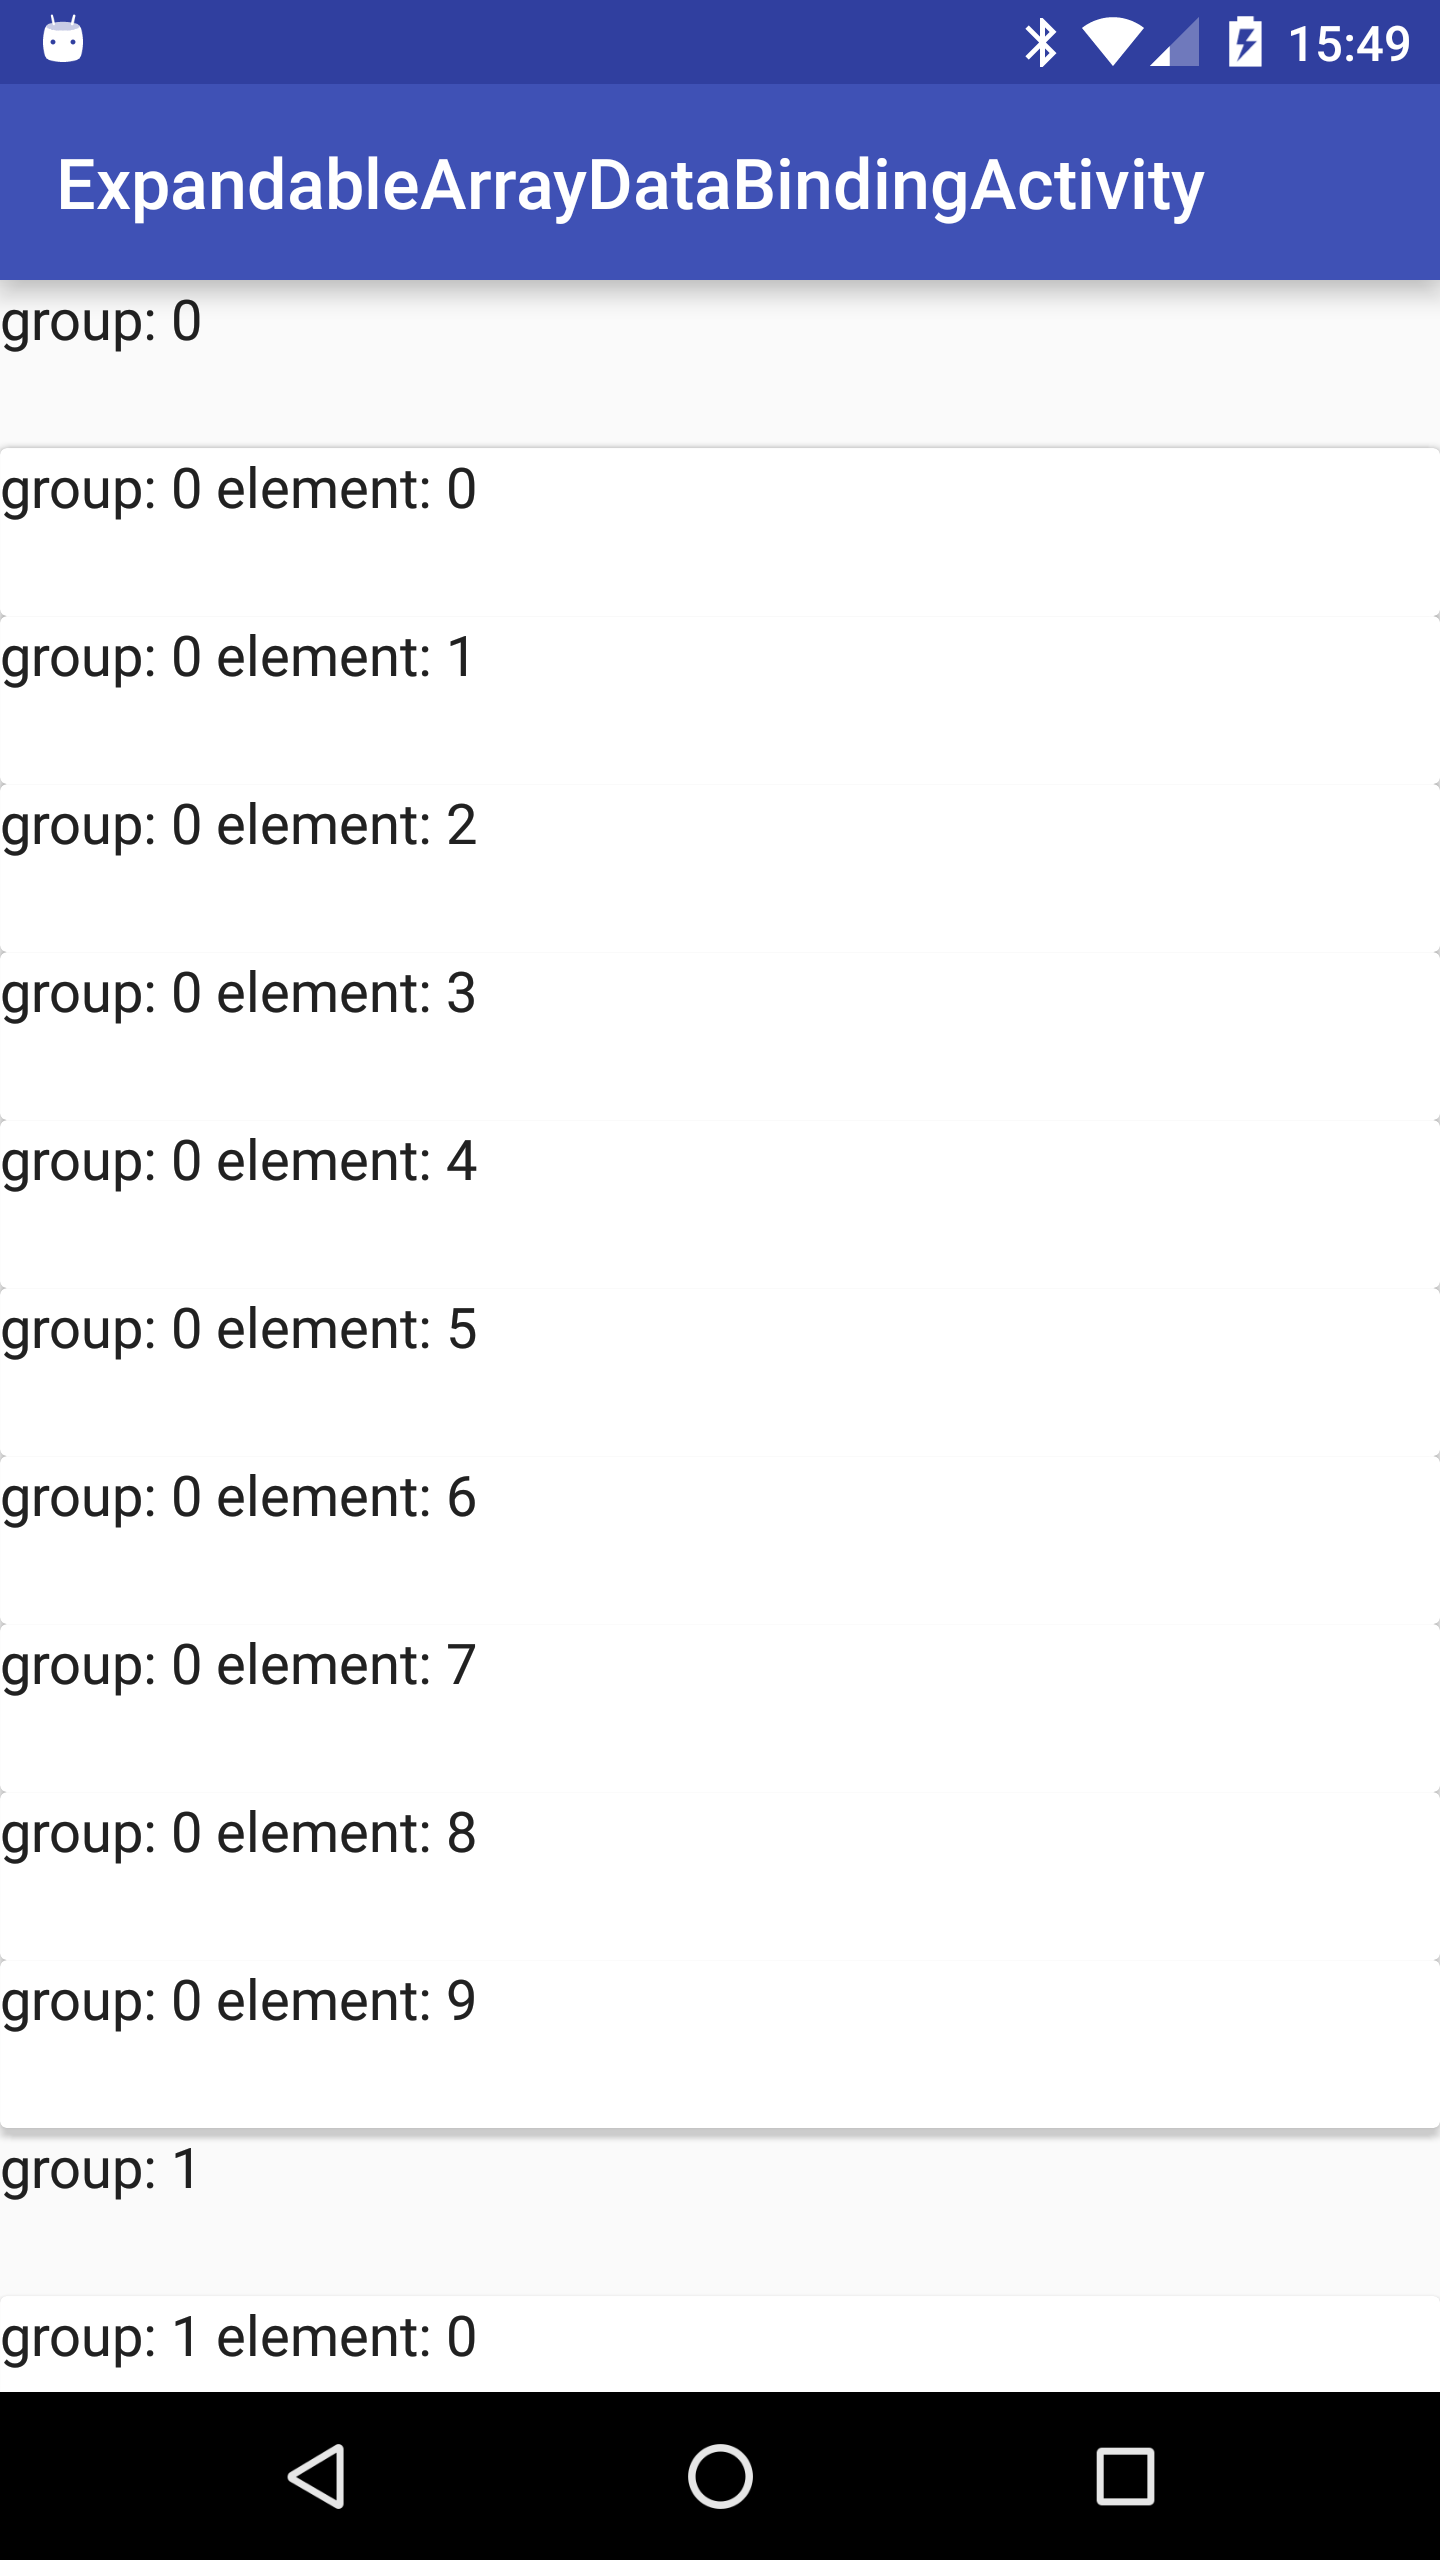 15:49
ExpandableArrayDataBindingActivity
group: 0
group: 0 element: 0
group: 0 element: 1
group: 0 element: 2
group: 0 element: 3
group: 0 element: 4
group: 0 element: 5
group: 0 element: 6
group: 0 element: 7
group: 0 element: 8
group: 0 element: 9
group: 1
group: 1 element: 0